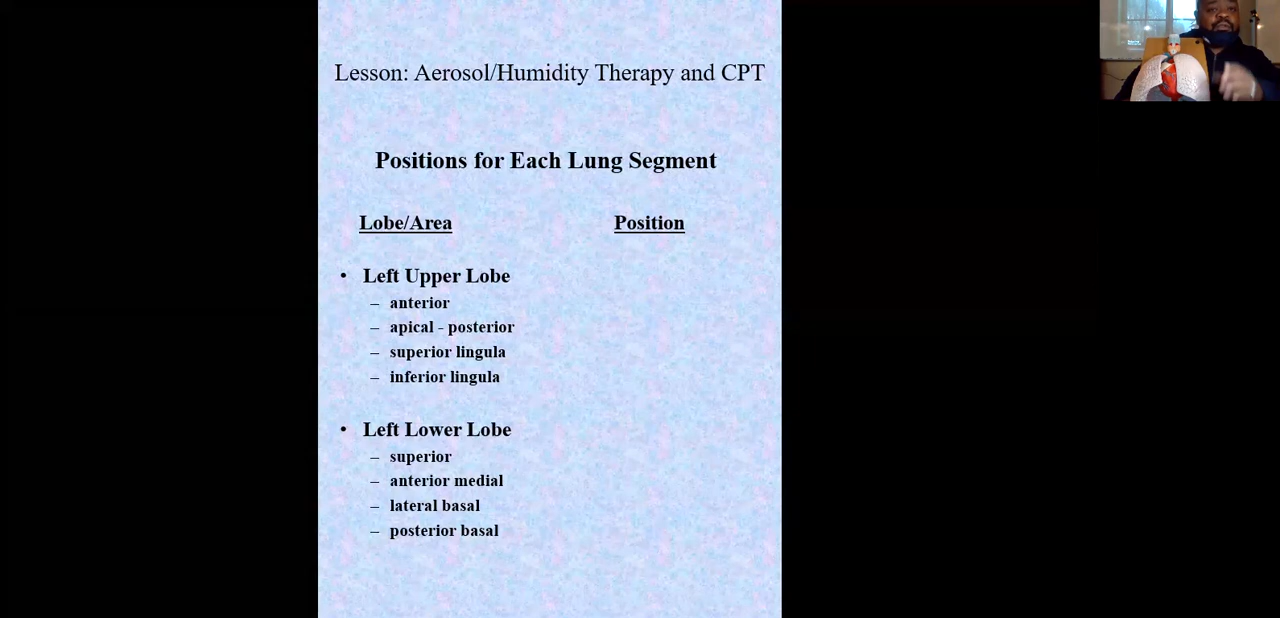 Lesson: Aerosol/Humidity Therapy and CPT
Positions for Each Lung Segment
Lobe/Area Position
• Left Upper Lobe
– anterior
– apical - posterior
– superior lingula
– inferior lingula
• Left Lower Lobe
– superior
– anterior medial
– lateral basal
– posterior basal